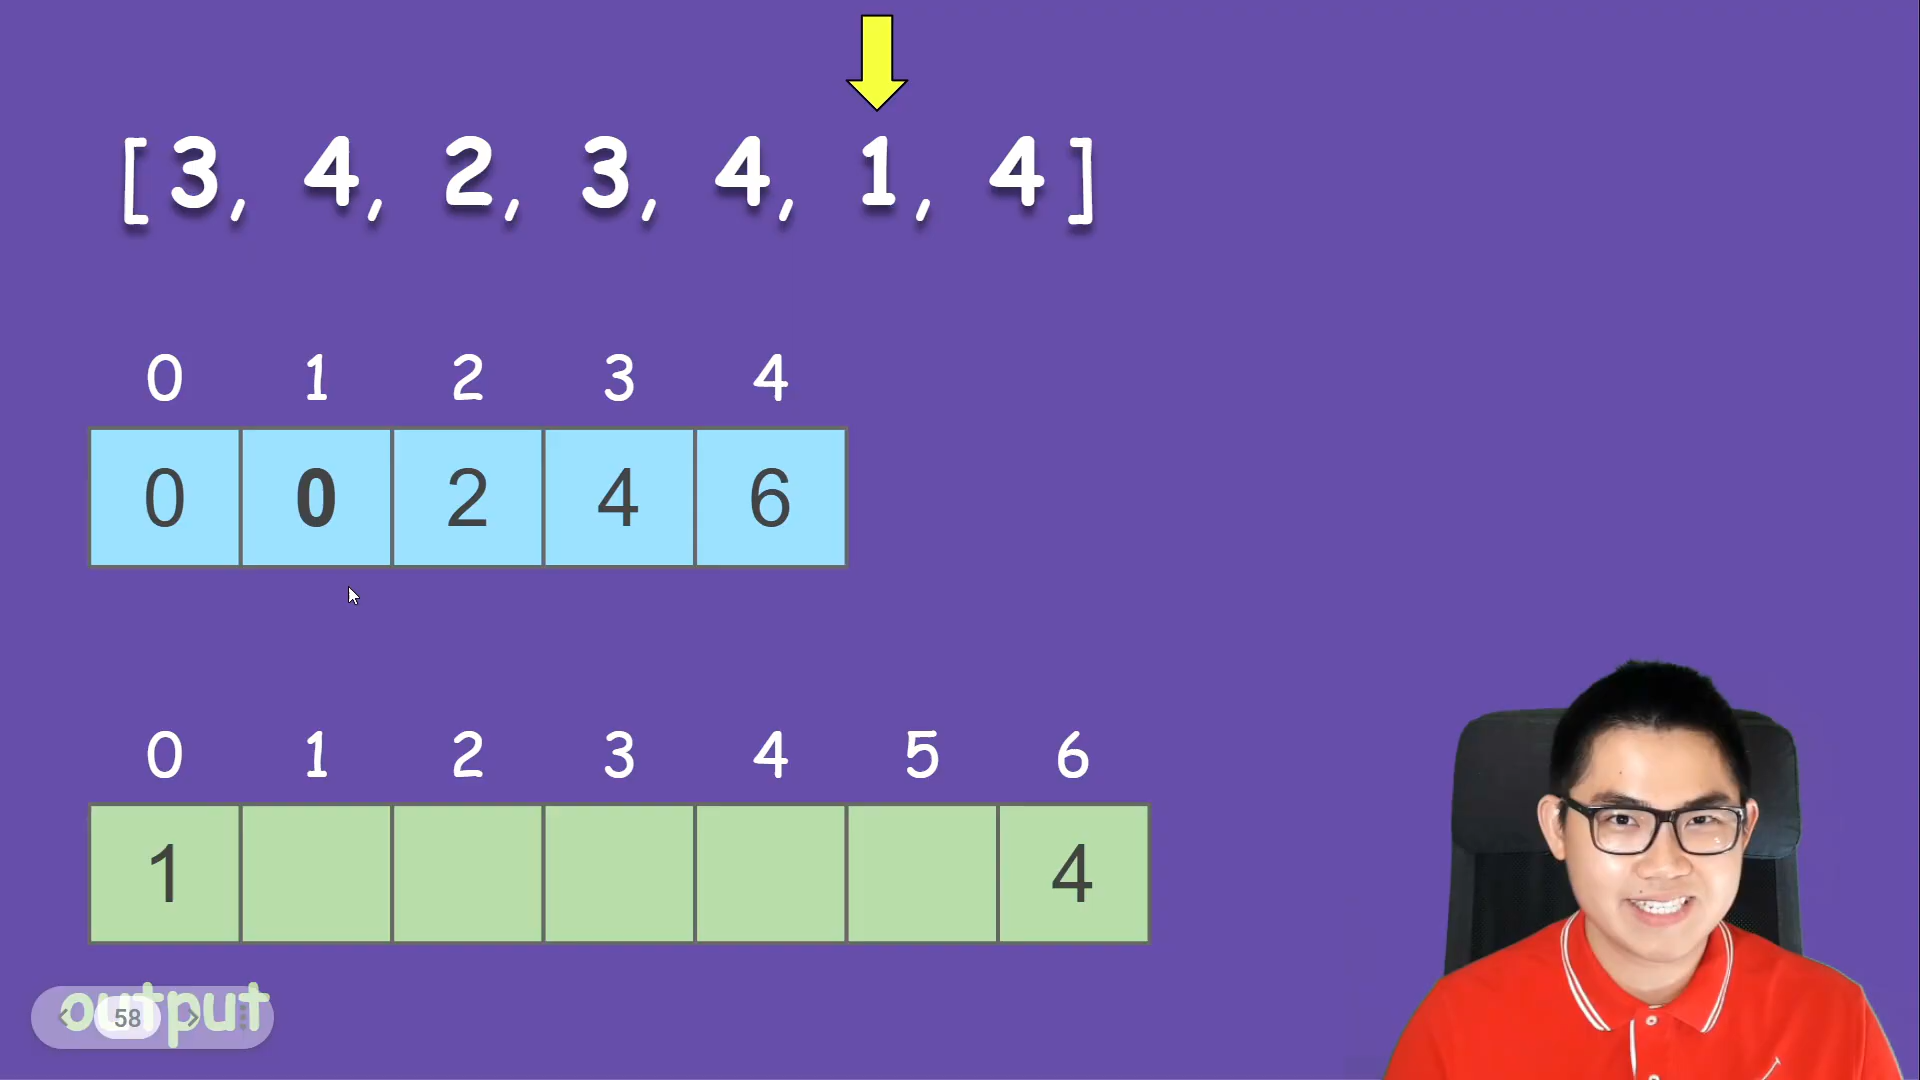 [ 3, 4, 2, 3, 4, 1, 4 ]
0 1 2 3 4
0 0 2 4 6
0 1 2 3 4 5 6
1 4
output
58